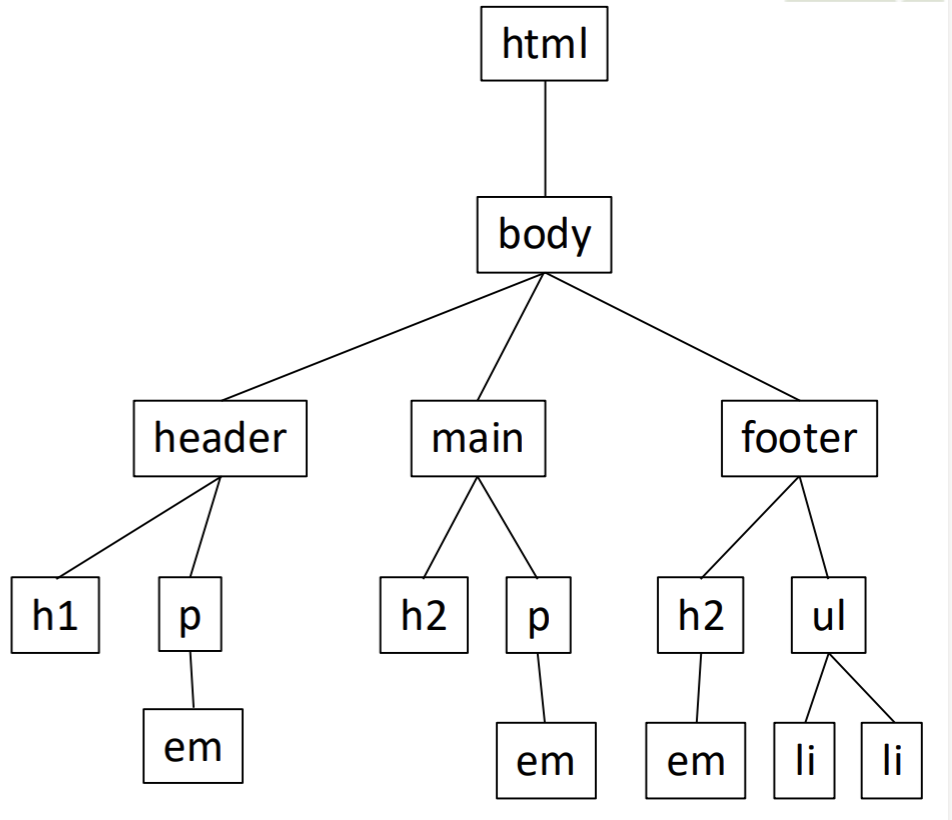 html
body
header main footer
h1 p h2 p h2 ul
em em em li li